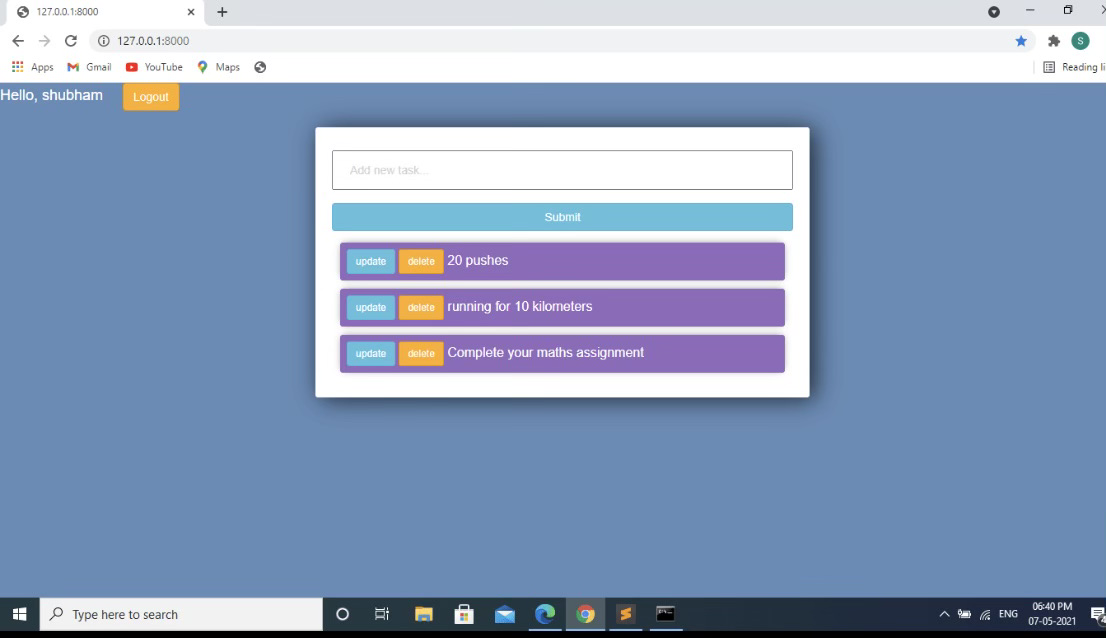 127.0.0.1:8000
127.0.0.1:8000
S
Apps Gmail YouTube Maps Reading li
Hello, shubham Logout
Add new task...
Submit
update delete 20 pushes
update delete running for 10 kilometers
update delete Complete your maths assignment
Type here to search
ENG
06:40 PM
07-05-2021
4